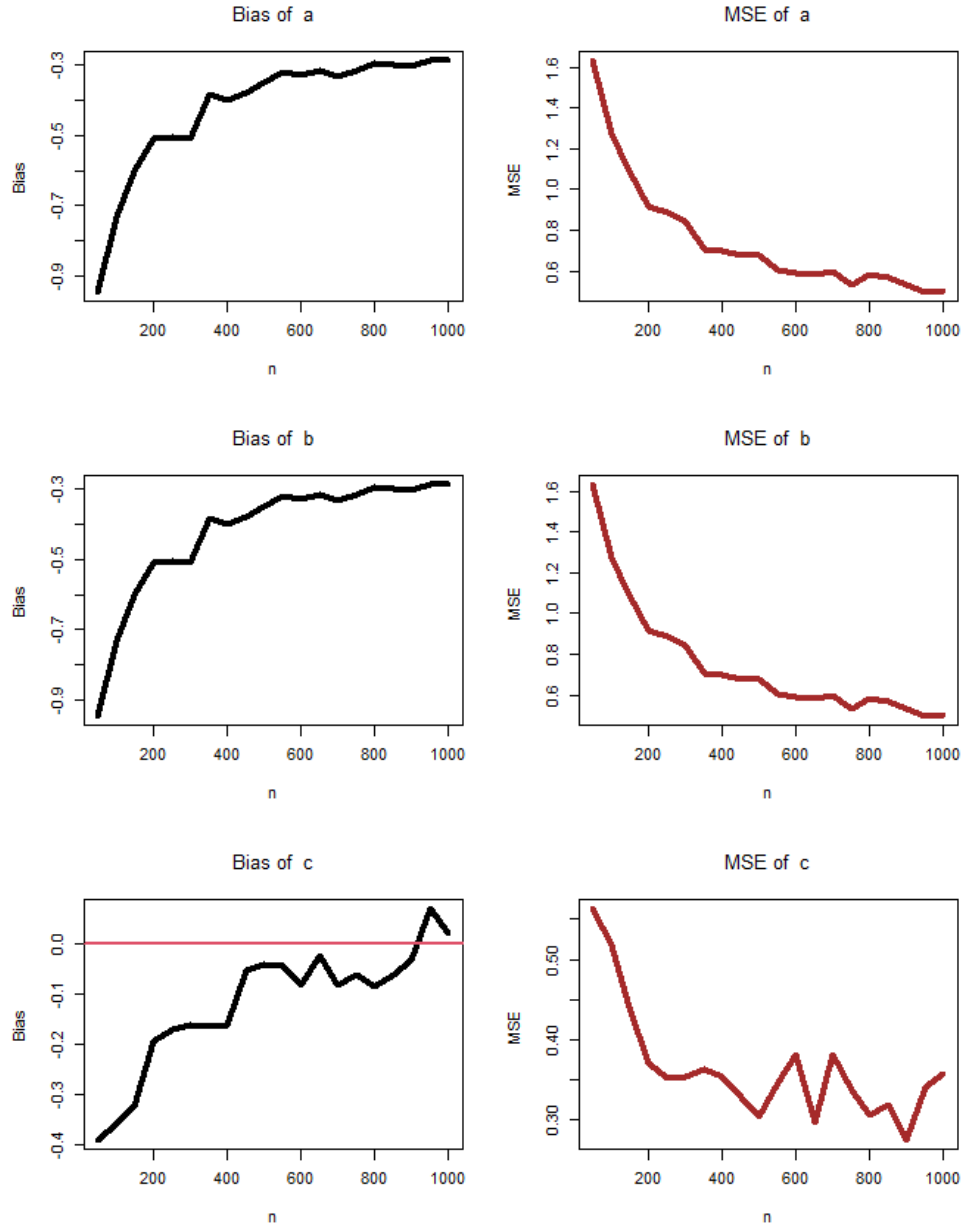 Bias of  a
Bias
-0.3
-0.5
-0.7
-0.9
200 400 600 800 1000
n
MSE of  a
MSE
1.6
1.4
1.2
1.0
0.8
0.6
200 400 600 800 1000
n
Bias of  b
Bias
-0.3
-0.5
-0.7
-0.9
200 400 600 800 1000
n
MSE of  b
MSE
1.6
1.4
1.2
1.0
0.8
0.6
200 400 600 800 1000
n
Bias of  c
Bias
0.0
-0.1
-0.2
-0.3
-0.4
200 400 600 800 1000
n
MSE of  c
MSE
0.50
0.40
0.30
200 400 600 800 1000
n